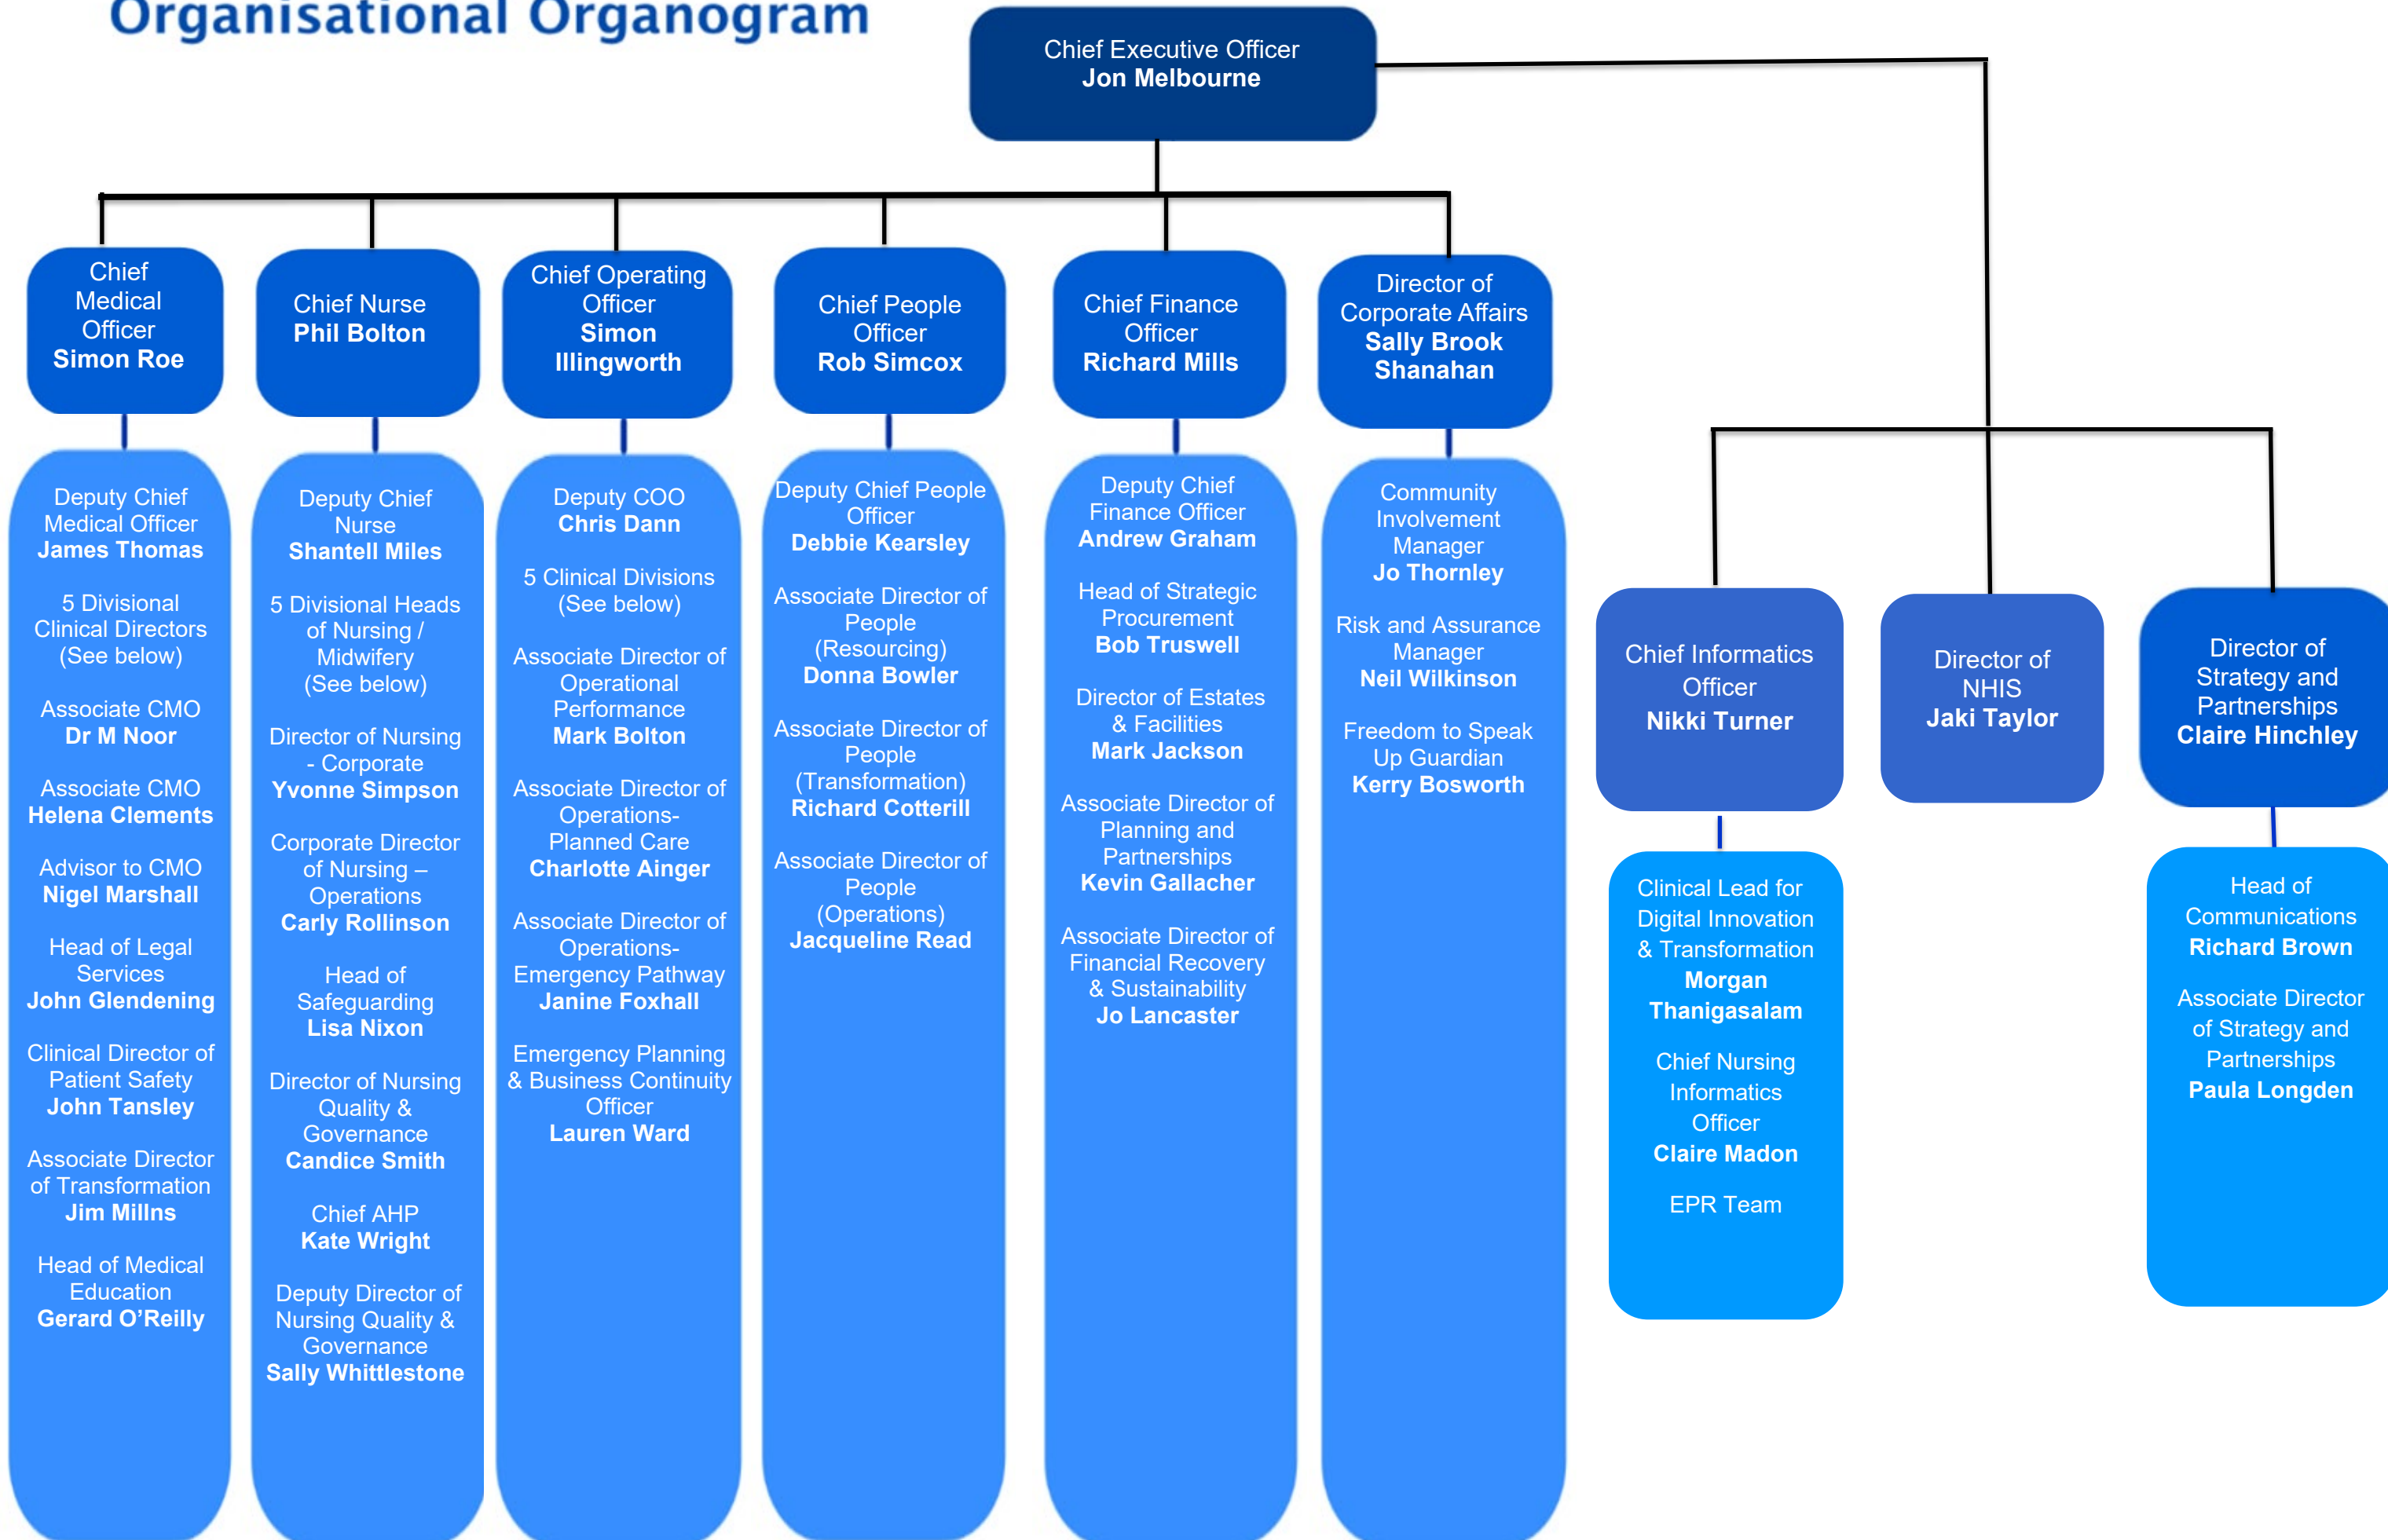 Organisational Organogram
Chief Executive Officer
Jon Melbourne
Chief
Medical
Officer
Simon Roe
Chief Nurse
Phil Bolton
Chief Operating
Officer
Simon
Illingworth
Chief People
Officer
Rob Simcox
Chief Finance
Officer
Richard Mills
Director of
Corporate Affairs
Sally Brook
Shanahan
Deputy Chief
Medical Officer
James Thomas
5 Divisional
Clinical Directors
(See below)
Associate CMO
Dr M Noor
Associate CMO
Helena Clements
Advisor to CMO
Nigel Marshall
Head of Legal
Services
John Glendening
Clinical Director of
Patient Safety
John Tansley
Associate Director
of Transformation
Jim Millns
Head of Medical
Education
Gerard O’Reilly
Deputy Chief
Nurse
Shantell Miles
5 Divisional Heads
of Nursing /
Midwifery
(See below)
Director of Nursing
- Corporate
Yvonne Simpson
Corporate Director
of Nursing –
Operations
Carly Rollinson
Head of
Safeguarding
Lisa Nixon
Director of Nursing
Quality &
Governance
Candice Smith
Chief AHP
Kate Wright
Deputy Director of
Nursing Quality &
Governance
Sally Whittlestone
Deputy COO
Chris Dann
5 Clinical Divisions
(See below)
Associate Director of
Operational
Performance
Mark Bolton
Associate Director of
Operations-
Planned Care
Charlotte Ainger
Associate Director of
Operations-
Emergency Pathway
Janine Foxhall
Emergency Planning
& Business Continuity
Officer
Lauren Ward
Deputy Chief People
Officer
Debbie Kearsley
Associate Director of
People
(Resourcing)
Donna Bowler
Associate Director of
People
(Transformation)
Richard Cotterill
Associate Director of
People
(Operations)
Jacqueline Read
Deputy Chief
Finance Officer
Andrew Graham
Head of Strategic
Procurement
Bob Truswell
Director of Estates
& Facilities
Mark Jackson
Associate Director of
Planning and
Partnerships
Kevin Gallacher
Associate Director of
Financial Recovery
& Sustainability
Jo Lancaster
Community
Involvement
Manager
Jo Thornley
Risk and Assurance
Manager
Neil Wilkinson
Freedom to Speak
Up Guardian
Kerry Bosworth
Chief Informatics
Officer
Nikki Turner
Director of
NHIS
Jaki Taylor
Director of
Strategy and
Partnerships
Claire Hinchley
Clinical Lead for
Digital Innovation
& Transformation
Morgan
Thanigasalam
Chief Nursing
Informatics
Officer
Claire Madon
EPR Team
Head of
Communications
Richard Brown
Associate Director
of Strategy and
Partnerships
Paula Longden